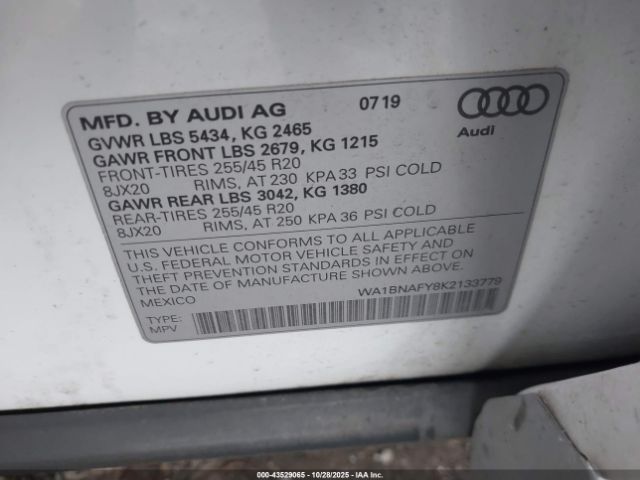 MFD. BY AUDI AG 0719
GVWR LBS 5434, KG 2465
GAWR FRONT LBS 2679, KG 1215
FRONT-TIRES 255/45 R20
8JX20 RIMS, AT 230 KPA 33 PSI COLD
GAWR REAR LBS 3042, KG 1380
REAR-TIRES 255/45 R20
8JX20 RIMS, AT 250 KPA 36 PSI COLD
Audi
THIS VEHICLE CONFORMS TO ALL APPLICABLE
U.S. FEDERAL MOTOR VEHICLE SAFETY AND
THEFT PREVENTION STANDARDS IN EFFECT ON
THE DATE OF MANUFACTURE SHOWN ABOVE.
MEXICO WA1BNAFY8K2133779
TYPE:
MPV
000-43529065 - 10/28/2025 - IAA Inc.